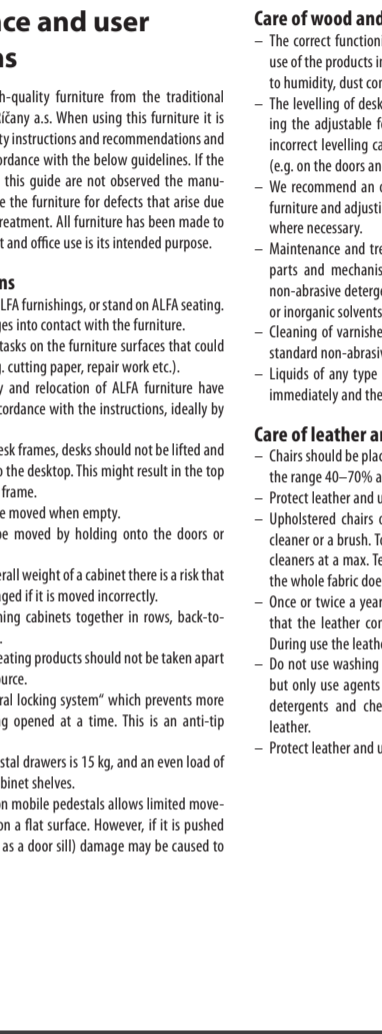 ce and user
s
h-quality furniture from the traditional
Říčany a.s. When using this furniture it is
ty instructions and recommendations and
ordance with the below guidelines. If the
this guide are not observed the manu-
e the furniture for defects that arise due
reatment. All furniture has been made to
t and office use is its intended purpose.
ns
LFA furnishings, or stand on ALFA seating.
es into contact with the furniture.
tasks on the furniture surfaces that could
. cutting paper, repair work etc.).
y and relocation of ALFA furniture have
cordance with the instructions, ideally by
esk frames, desks should not be lifted and
o the desktop. This might result in the top
frame.
e moved when empty.
be moved by holding onto the doors or
rall weight of a cabinet there is a risk that
ged if it is moved incorrectly.
ning cabinets together in rows, back-to-
.
eating products should not be taken apart
urce.
ral locking system“ which prevents more
g opened at a time. This is an anti-tip
stal drawers is 15 kg, and an even load of
binet shelves.
on mobile pedestals allows limited move-
on a flat surface. However, if it is pushed
as a door sill) damage may be caused to
Care of wood and
– The correct function
use of the products i
to humidity, dust co
– The levelling of desk
ing the adjustable f
incorrect levelling ca
(e.g. on the doors an
– We recommend an o
furniture and adjusti
where necessary.
– Maintenance and tre
parts and mechanis
non-abrasive deterge
or inorganic solvents
– Cleaning of varnishe
standard non-abrasiv
– Liquids of any type
immediately and the
Care of leather a
– Chairs should be plac
the range 40–70% a
– Protect leather and u
– Upholstered chairs c
cleaner or a brush. To
cleaners at a max. Te
the whole fabric doe
– Once or twice a year
that the leather con
During use the leathe
– Do not use washing
but only use agents
detergents and che
leather.
– Protect leather and u